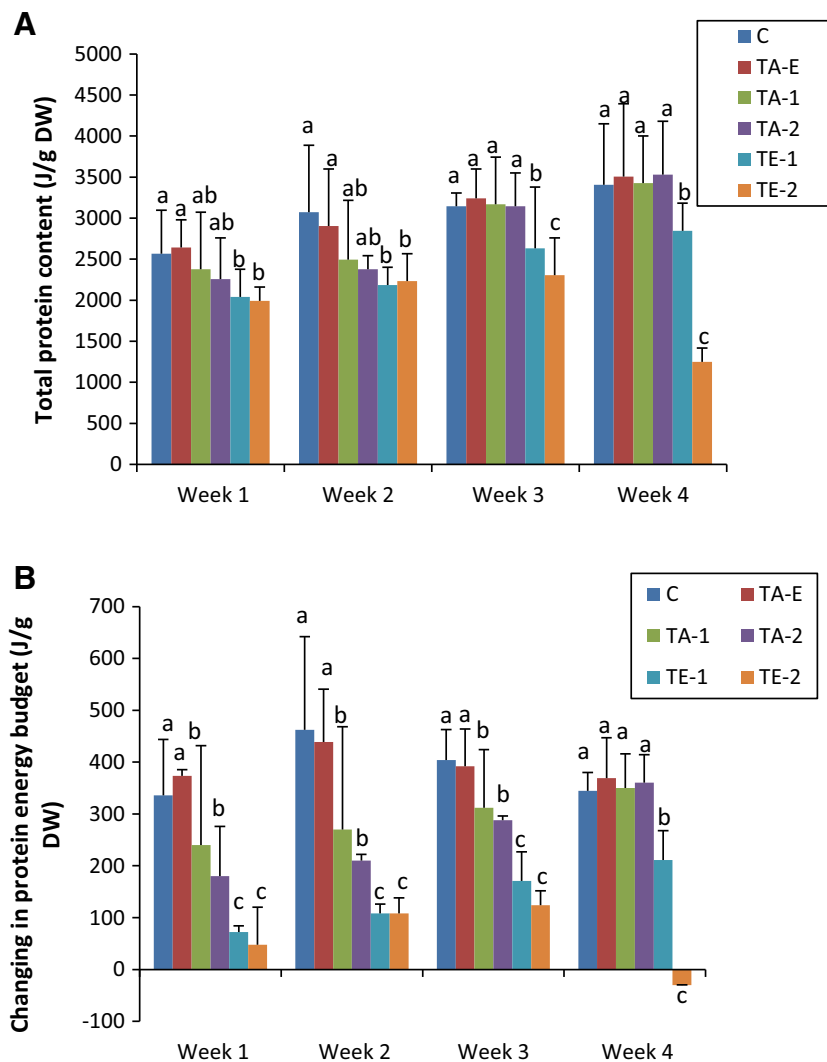 A
Total protein content (J/g DW)
5000
4500
4000
3500
3000
2500
2000
1500
1000
500
0
a a ab ab b b
a a ab ab b b
a a a a b c
a a a a b c
Week 1 Week 2 Week 3 Week 4
C
TA-E
TA-1
TA-2
TE-1
TE-2
B
Changing in protein energy budget (J/g
DW)
700
600
500
400
300
200
100
0
-100
a a b b c c
a a b b c c
a a b b c c
a a a a b c
Week 1 Week 2 Week 3 Week 4
C TA-E
TA-1 TA-2
TE-1 TE-2